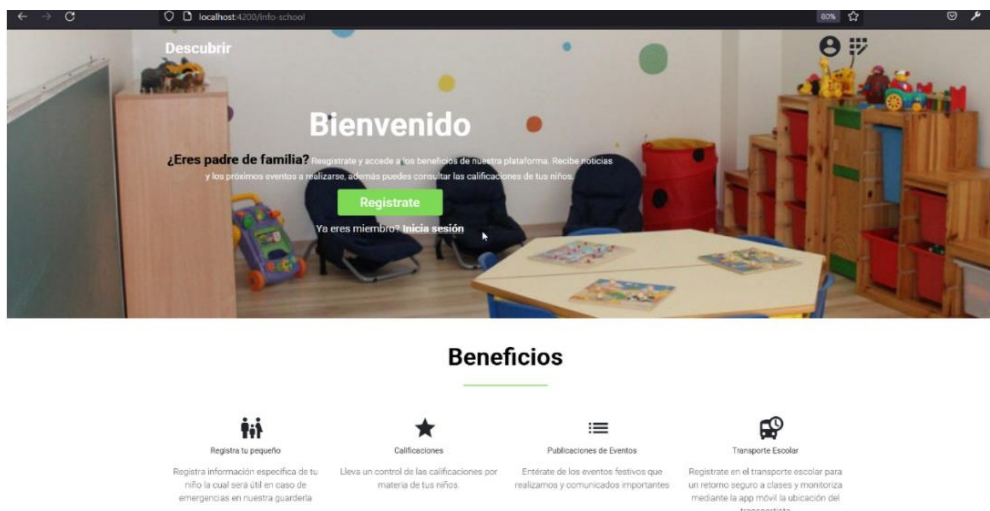 localhost:4200/info-school
80%
Descubrir
Bienvenido
¿Eres padre de familia? Resgistrate y accede a los beneficios de nuestra plataforma. Recibe noticias
y los próximos eventos a realizarse, además puedes consultar las calificaciones de tus niños.
Registrate
Ya eres miembro? Inicia sesión
Beneficios
Registra tu pequeño
Registra información especifica de tu
niño la cual será útil en caso de
emergencias en nuestra guardería
Calificaciones
Lleva un control de las calificaciones por
materia de tus niños.
Publicaciones de Eventos
Entérate de los eventos festivos que
realizamos y comunicados importantes
Transporte Escolar
Registrate en el transporte escolar para
un retorno seguro a clases y monitoriza
mediante la app móvil la ubicación del